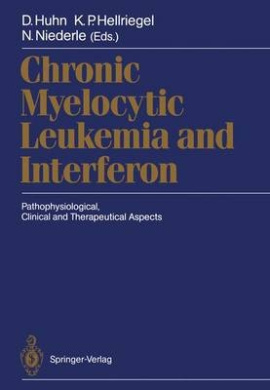 D. Huhn K. P. Hellriegel
N. Niederle (Eds.)
Chronic
Myelocytic
Leukemia and
Interferon
Pathophysiological,
Clinical and Therapeutical Aspects
Springer-Verlag